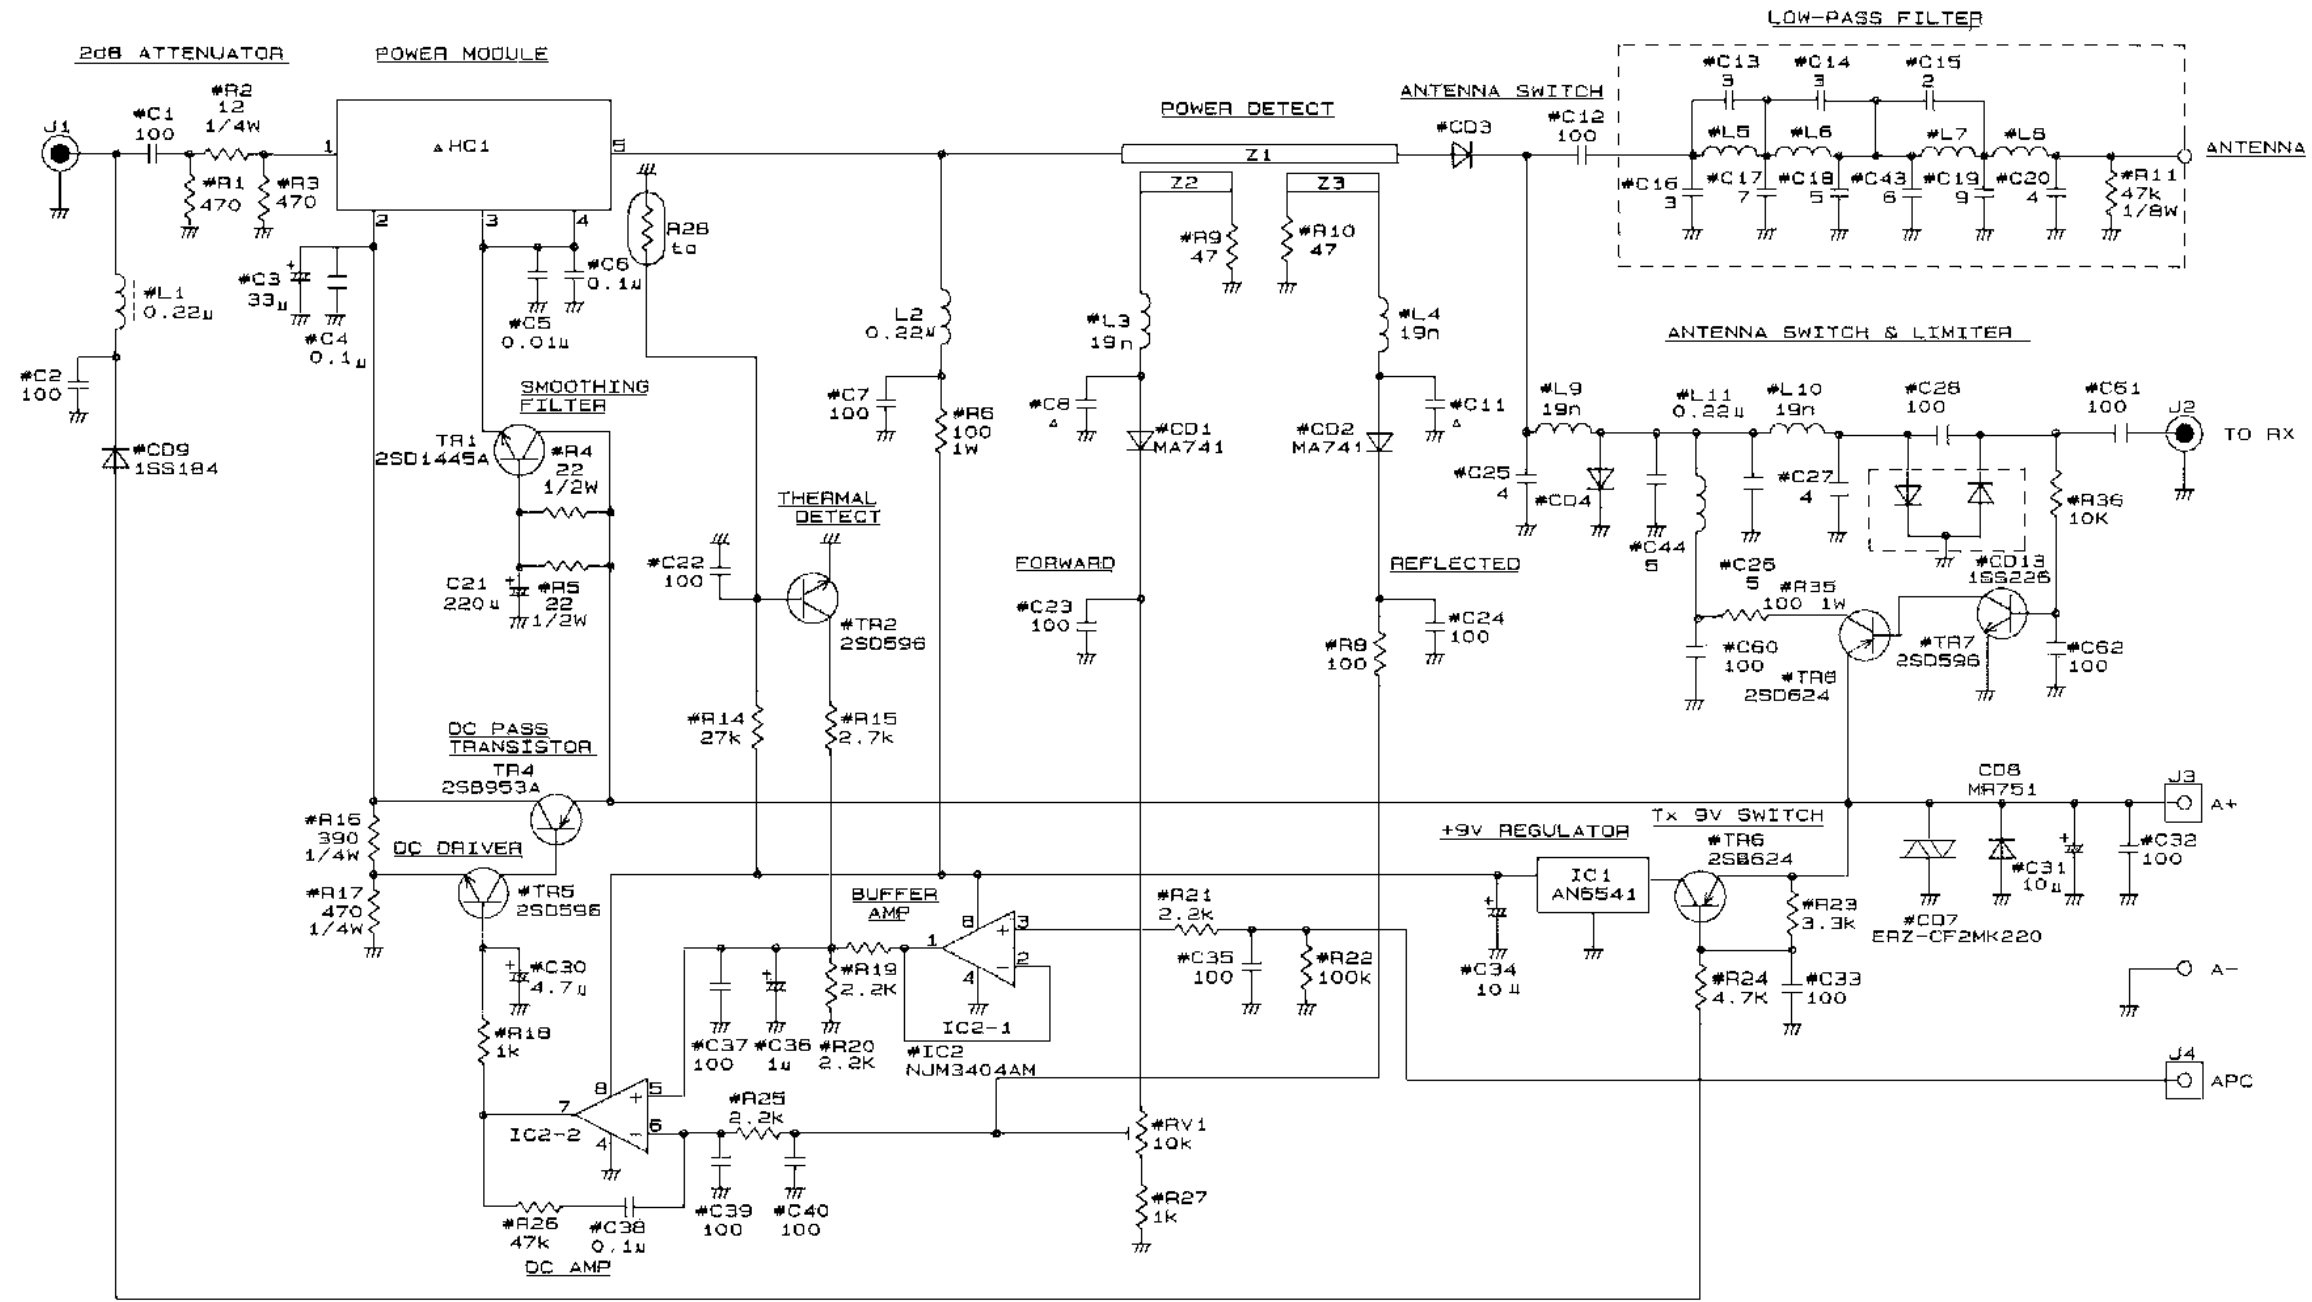 LOW-PASS FILTER
2dB ATTENUATOR
POWER MODULE
ANTENNA SWITCH
POWER DETECT
#C13
3
#C14
3
#C15
2
#R2
12
1/4W
#C1
100
J1
1
△ HC1
5
Z1
#CD3
#C12
100
#L5
#L6
#L7
#L8
ANTENNA
#R1
470
#R3
470
2
3
4
R28
tα
Z2
Z3
#R9
47
#R10
47
#C16
3
#C17
7
#C18
5
#C43
6
#C19
9
#C20
4
#R11
47k
1/8W
#L1
0.22µ
#C3
33µ
+
#C4
0.1µ
#C5
0.01µ
#C6
0.1µ
L2
0.22µ
#L3
19n
#L4
19n
ANTENNA SWITCH & LIMITER
#C2
100
SMOOTHING
FILTER
TR1
2SD1445A
#R4
22
1/2W
#C7
100
#R6
100
1W
#C8
△
#CD1
MA741
#CD2
MA741
#C11
△
#L9
19n
#L11
0.22µ
#L10
19n
#C28
100
#C61
100
J2
TO RX
#CD9
1SS184
#C25
4
#CD4
#C44
5
#C26
5
#C27
4
#CD13
1SS226
#R36
10K
THERMAL
DETECT
C21
220µ
+
#R5
22
1/2W
#C22
100
#TR2
2SD596
FORWARD
REFLECTED
#C23
100
#C24
100
#R8
100
#R35
100 1W
#C60
100
#TR8
2SD624
#TR7
2SD596
#C62
100
#R14
27k
#R15
2.7k
DC PASS
TRANSISTOR
TR4
2SB953A
CD8
MR751
J3
A+
#R16
390
1/4W
DC DRIVER
Tx 9V SWITCH
+9V REGULATOR
#TR6
2SB624
IC1
AN6541
#C31
10µ
+
#C32
100
#R17
470
1/4W
#TR5
2SD596
BUFFER
AMP
#R21
2.2k
#R23
3.3k
#CD7
ERZ-CF2MK220
8
1
+
3
-
2
4
+
#C30
4.7µ
+
#R19
2.2K
#C35
100
#R22
100k
+
#C34
10µ
#R24
4.7K
#C33
100
A-
#R18
1k
IC2-1
#C37
100
#C36
1µ
#R20
2.2K
#IC2
NJM3404AM
J4
APC
8
5
+
7
6
-
4
IC2-2
#R25
2.2k
#RV1
10k
#R26
47k
#C38
0.1µ
#C39
100
#C40
100
#R27
1k
DC AMP